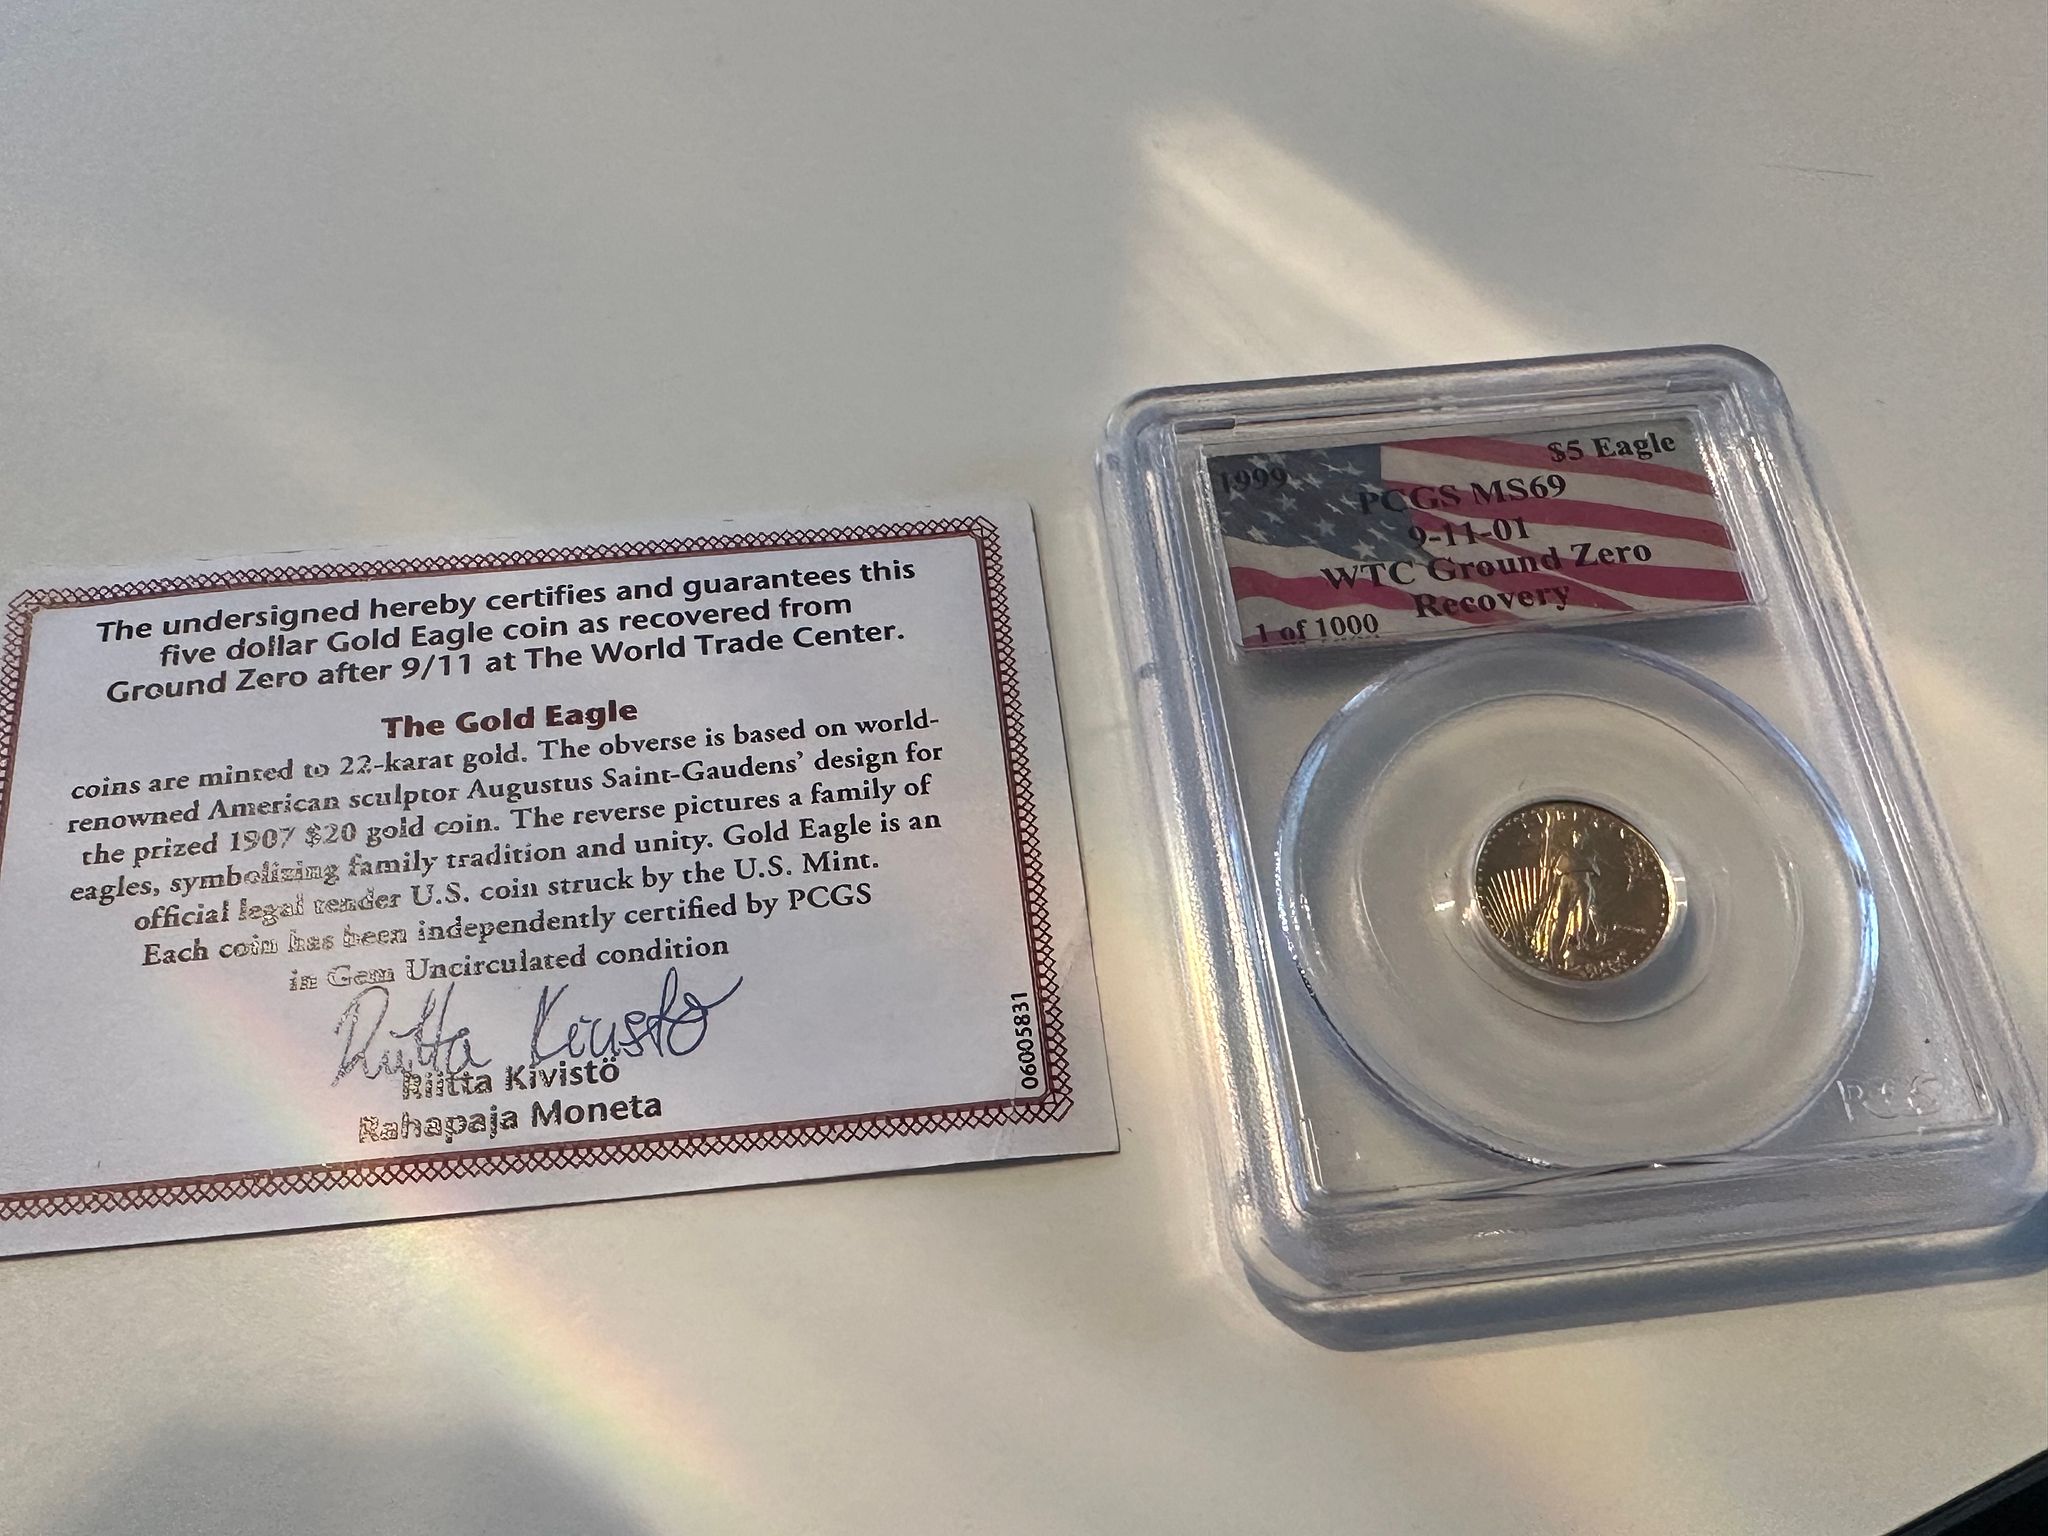 The undersigned hereby certifies and guarantees this
five dollar Gold Eagle coin as recovered from
Ground Zero after 9/11 at The World Trade Center.
The Gold Eagle
coins are minted to 22-karat gold. The obverse is based on world-
renowned American sculptor Augustus Saint-Gaudens' design for
the prized 1907 $20 gold coin. The reverse pictures a family of
eagles, symbolizing family tradition and unity. Gold Eagle is an
official legal tender U.S. coin struck by the U.S. Mint.
Each coin has been independently certified by PCGS
in Gem Uncirculated condition
Riitta Kivistö
Riitta Kivistö
Rahapaja Moneta
06005831
1999 $5 Eagle
PCGS MS69
9-11-01
WTC Ground Zero
Recovery
1 of 1000
PCGS